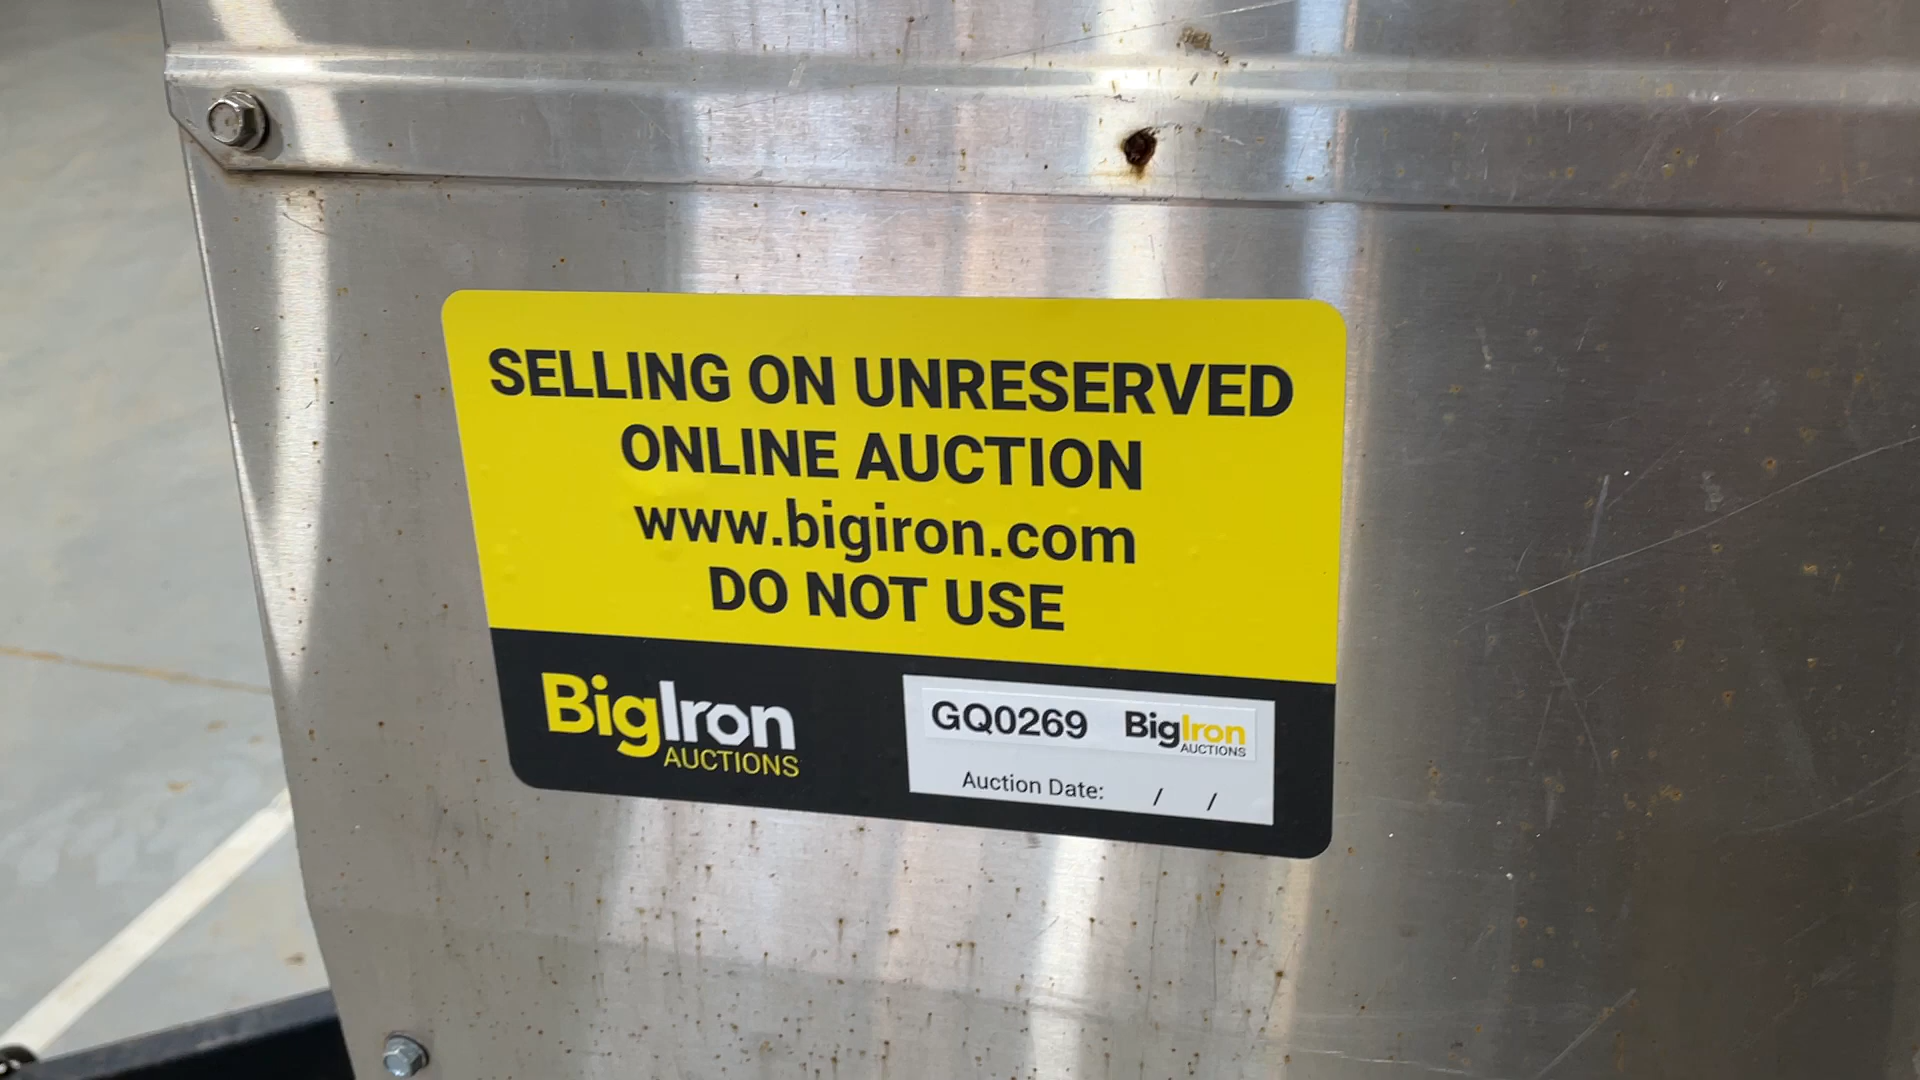 SELLING ON UNRESERVED
ONLINE AUCTION
www.bigiron.com
DO NOT USE
BigIron
AUCTIONS
GQ0269 BigIron
AUCTIONS
Auction Date: / /